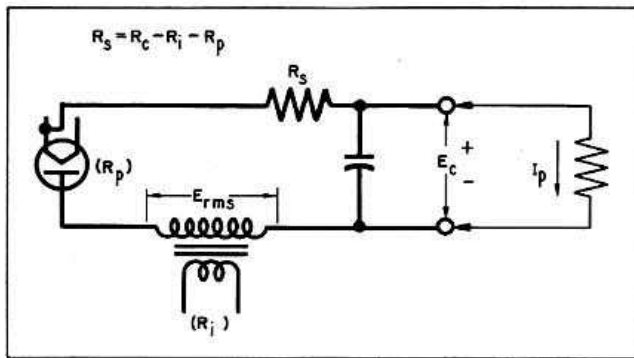 Rs = Rc - Ri - Rp
Rs
(Rp)
Erms
Ec
+
-
Ip
(Ri)